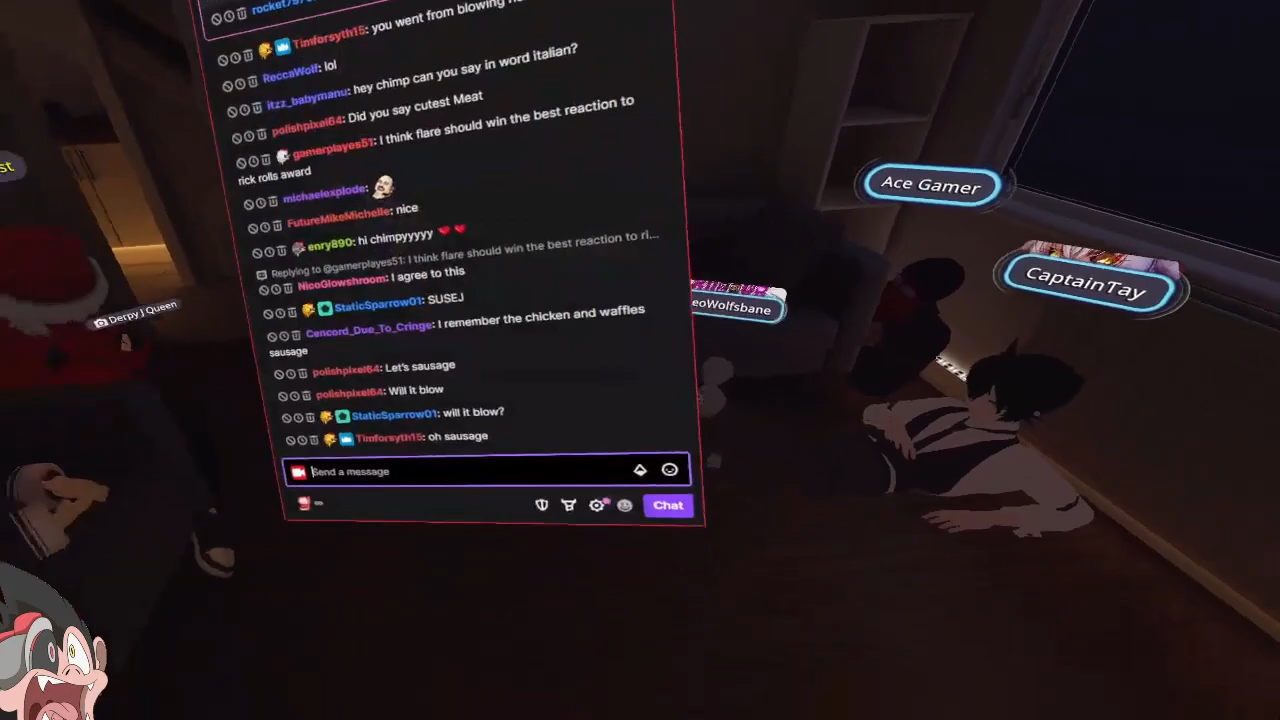 Timforsyth15: you went from blowing
ReccaWolf: lol
itzz_babymanu: hey chimp can you say in word italian?
polishpixel64: Did you say cutest Meat
gamerplayes51: I think flare should win the best reaction to
rick rolls award
michaelexplode:
FutureMikeMichelle: nice
enry890: hi chimpyyyyy
Replying to @gamerplayes51: I think flare should win the best reaction to ri...
NicoGlowshroom: I agree to this
StaticSparrow01: SUSEJ
Cencord_Due_To_Cringe: I remember the chicken and waffles
sausage
polishpixel64: Let's sausage
polishpixel64: Will it blow
StaticSparrow01: will it blow?
Timforsyth15: oh sausage
Send a message
Chat
st
Derpy J Queen
eoWolfsbane
Ace Gamer
CaptainTay